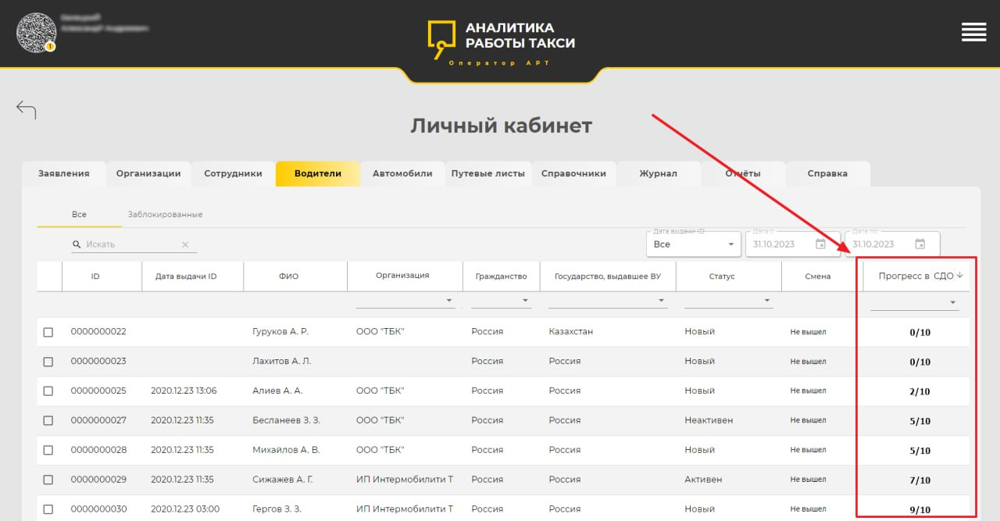 1
АНАЛИТИКА
РАБОТЫ ТАКСИ
Оператор АРТ
Личный кабинет
Заявления Организации Сотрудники Водители Автомобили Путевые листы Справочники Журнал Отчёты Справка
Все Заблокированные
Дата выдачи ID Дата с Дата по
Искать Все 31.10.2023 31.10.2023
ID Дата выдачи ID ФИО Организация Гражданство Государство, выдавшее ВУ Статус Смена Прогресс в СДО
0000000022 Гуруков А. Р. ООО "ТБК" Россия Казахстан Новый Не вышел 0/10
0000000023 Лахитов А. Л. Россия Россия Новый Не вышел 0/10
0000000025 2020.12.23 13:06 Алиев А. А. ООО "ТБК" Россия Россия Новый Не вышел 2/10
0000000027 2020.12.23 11:35 Бесланеев З. З. ООО "ТБК" Россия Россия Неактивен Не вышел 5/10
0000000028 2020.12.23 11:35 Михайлов А. В. ООО "ТБК" Россия Россия Новый Не вышел 5/10
0000000029 2020.12.23 11:35 Сижажев А. Г. ИП Интермобилити Т Россия Россия Активен Не вышел 7/10
0000000030 2020.12.23 03:00 Гергов З. З. ИП Интермобилити Т Россия Россия Новый Не вышел 9/10